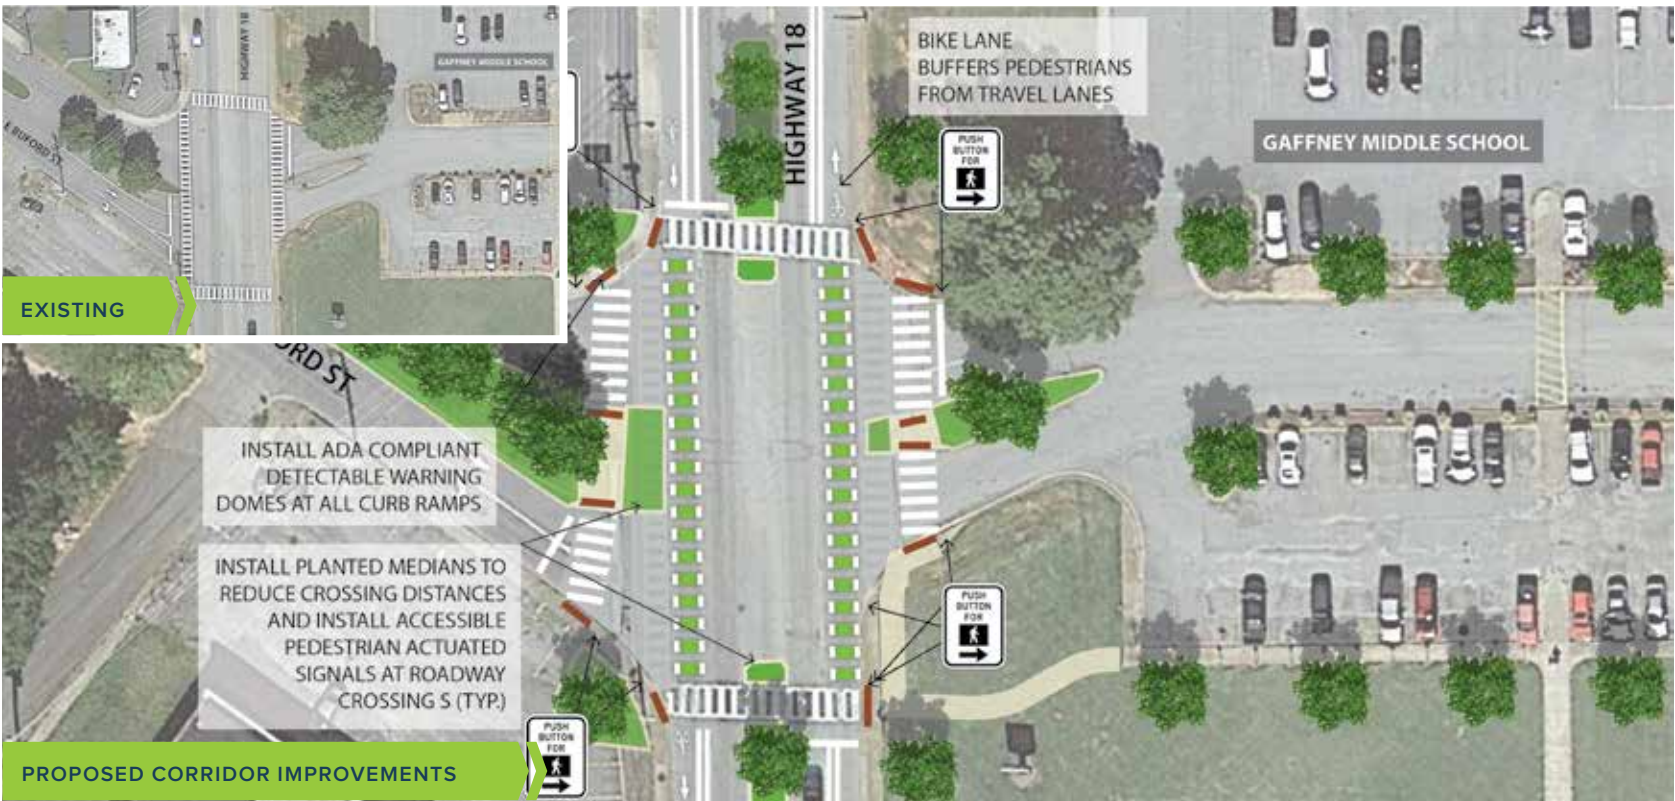 HIGHWAY 18
GAFFNEY MIDDLE SCHOOL
E BUFORD ST
EXISTING
HIGHWAY 18
BIKE LANE
BUFFERS PEDESTRIANS
FROM TRAVEL LANES
PUSH
BUTTON
FOR
GAFFNEY MIDDLE SCHOOL
ORD ST
INSTALL ADA COMPLIANT
DETECTABLE WARNING
DOMES AT ALL CURB RAMPS
INSTALL PLANTED MEDIANS TO
REDUCE CROSSING DISTANCES
AND INSTALL ACCESSIBLE
PEDESTRIAN ACTUATED
SIGNALS AT ROADWAY
CROSSING S (TYP.)
PUSH
BUTTON
FOR
PUSH
BUTTON
FOR
PROPOSED CORRIDOR IMPROVEMENTS